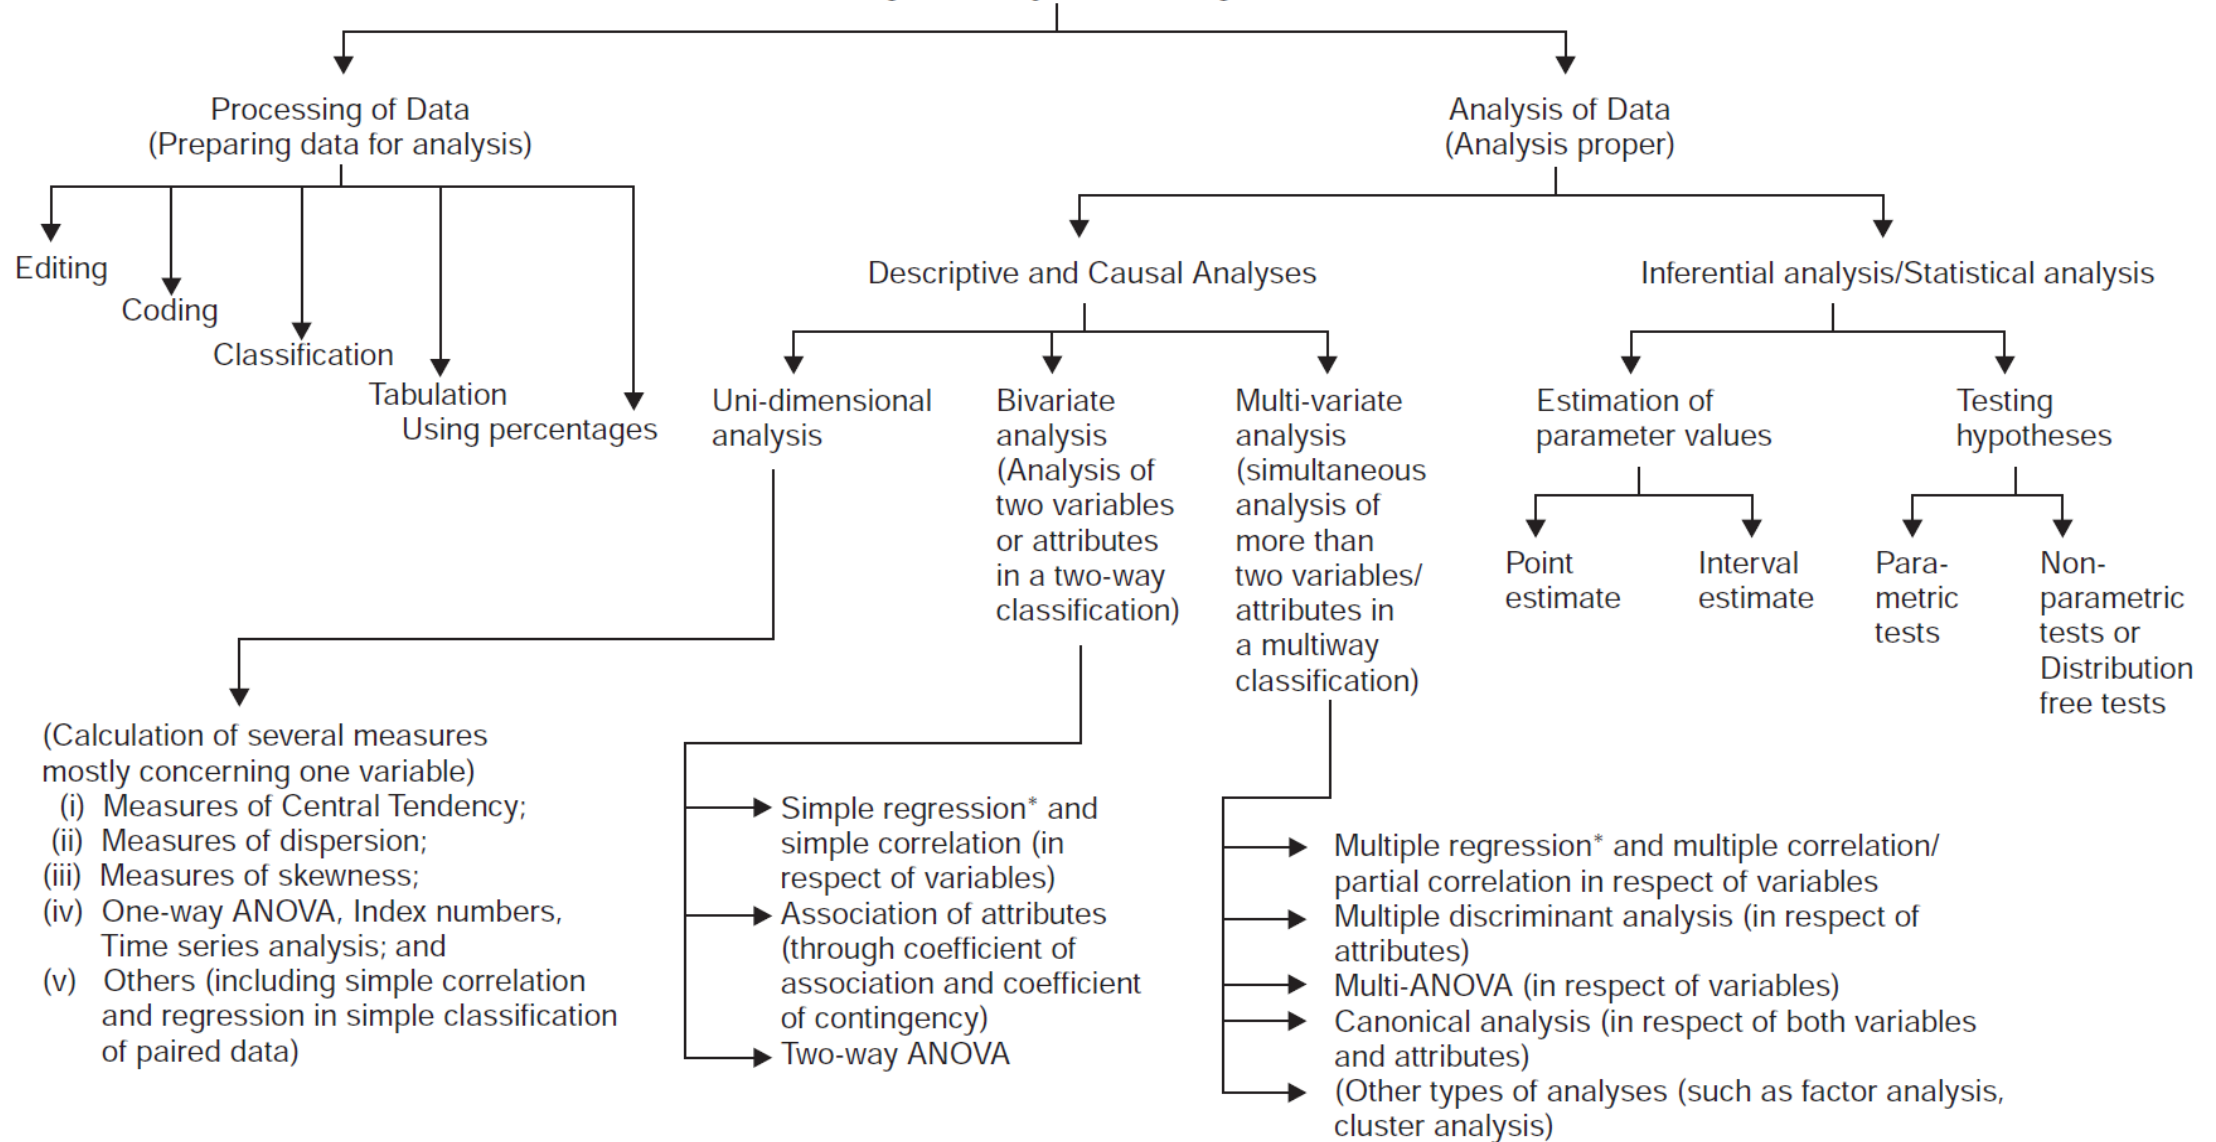 Processing of Data
(Preparing data for analysis)
Analysis of Data
(Analysis proper)
Editing
Coding
Classification
Tabulation
Using percentages
Descriptive and Causal Analyses
Inferential analysis/Statistical analysis
Uni-dimensional
analysis
Bivariate
analysis
(Analysis of
two variables
or attributes
in a two-way
classification)
Multi-variate
analysis
(simultaneous
analysis of
more than
two variables/
attributes in
a multiway
classification)
Estimation of
parameter values
Testing
hypotheses
Point
estimate
Interval
estimate
Para-
metric
tests
Non-
parametric
tests or
Distribution
free tests
(Calculation of several measures
mostly concerning one variable)
(i) Measures of Central Tendency;
(ii) Measures of dispersion;
(iii) Measures of skewness;
(iv) One-way ANOVA, Index numbers,
Time series analysis; and
(v) Others (including simple correlation
and regression in simple classification
of paired data)
Simple regression* and
simple correlation (in
respect of variables)
Association of attributes
(through coefficient of
association and coefficient
of contingency)
Two-way ANOVA
Multiple regression* and multiple correlation/
partial correlation in respect of variables
Multiple discriminant analysis (in respect of
attributes)
Multi-ANOVA (in respect of variables)
Canonical analysis (in respect of both variables
and attributes)
(Other types of analyses (such as factor analysis,
cluster analysis)